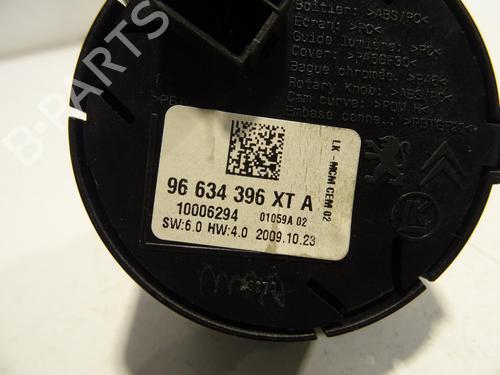 B-Parts
Boîtier: >ABS/PC<
Écran: >PC<
Guide lumière: >PC<
Cover: >PA6GF30<
Bague chromée: >PA6<
Rotary Knob: >ABS/PC<
Cam curve: >POM H<
Embase conne.: >PBTGF20<
LK-MCM CEM 02
96 634 396 XT A
10006294 01059A 02
SW:6.0 HW:4.0 2009.10.23